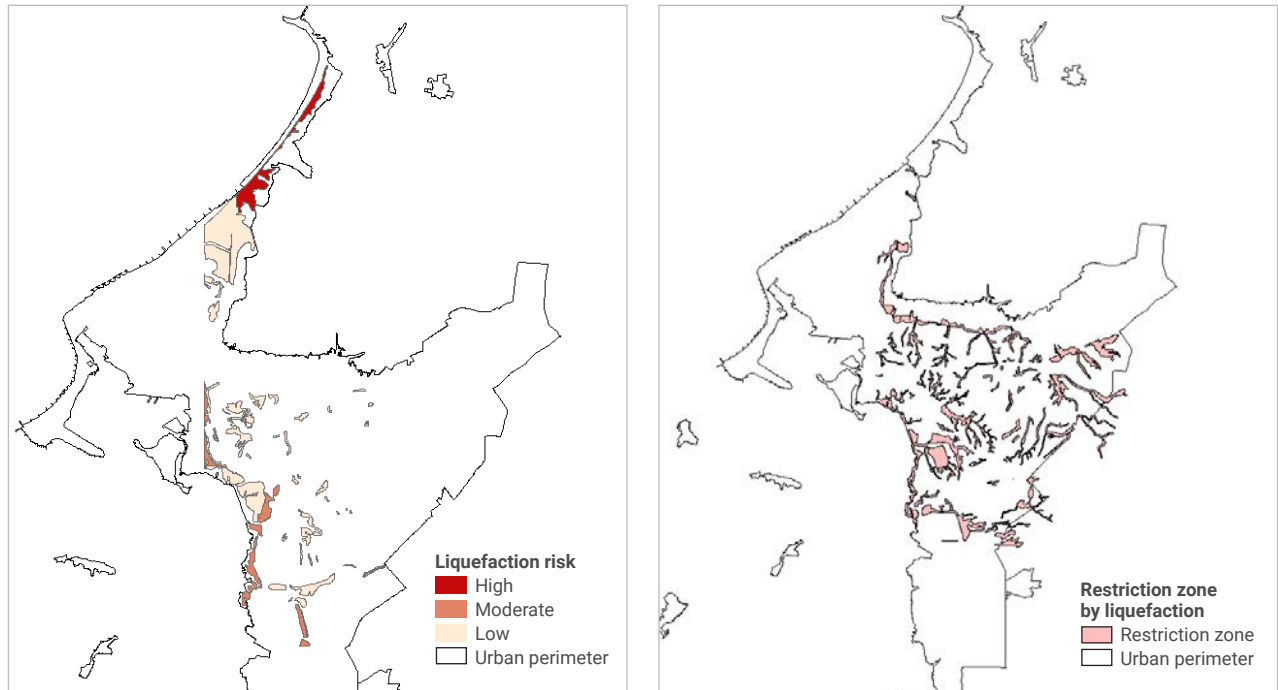 Liquefaction risk
High
Moderate
Low
Urban perimeter
Restriction zone
by liquefaction
Restriction zone
Urban perimeter